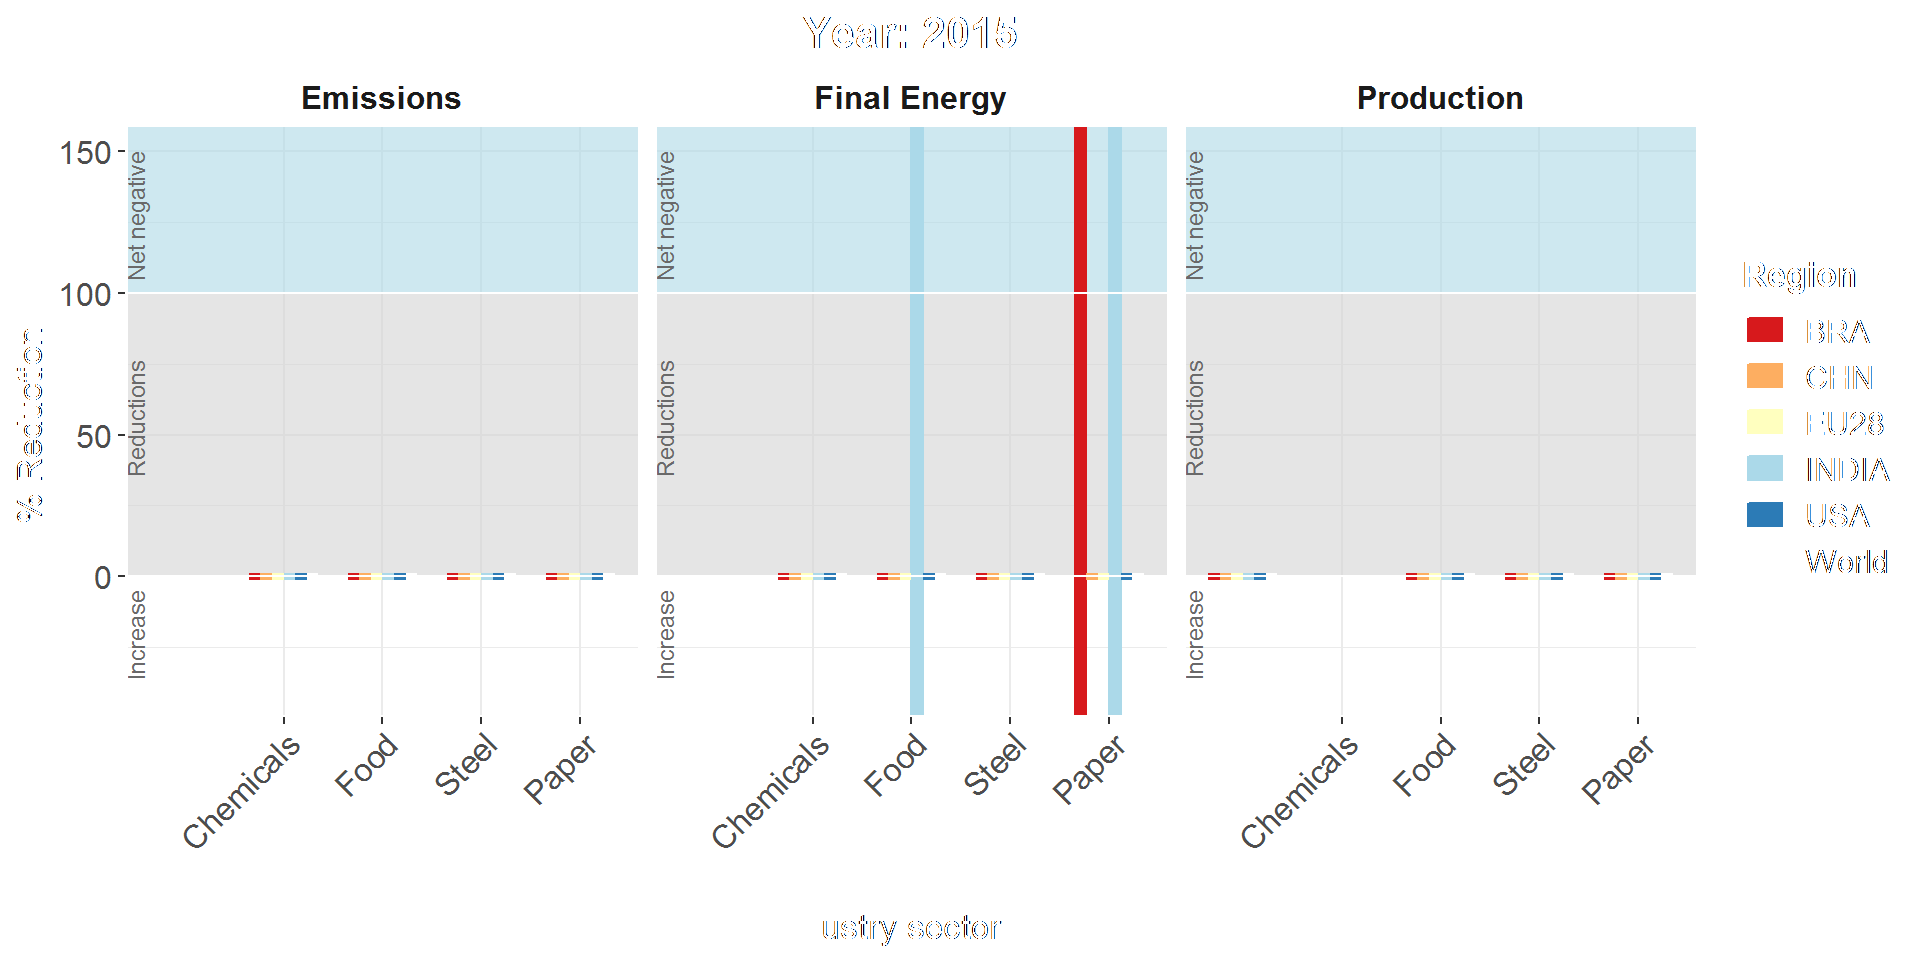 Year: 2015
Emissions
Final Energy
Production
% Reduction
150
100
50
0
Net negative
Reductions
Increase
Net negative
Reductions
Increase
Net negative
Reductions
Increase
Chemicals
Food
Steel
Paper
Chemicals
Food
Steel
Paper
Chemicals
Food
Steel
Paper
ustry sector
Region
BRA
CHN
EU28
INDIA
USA
World